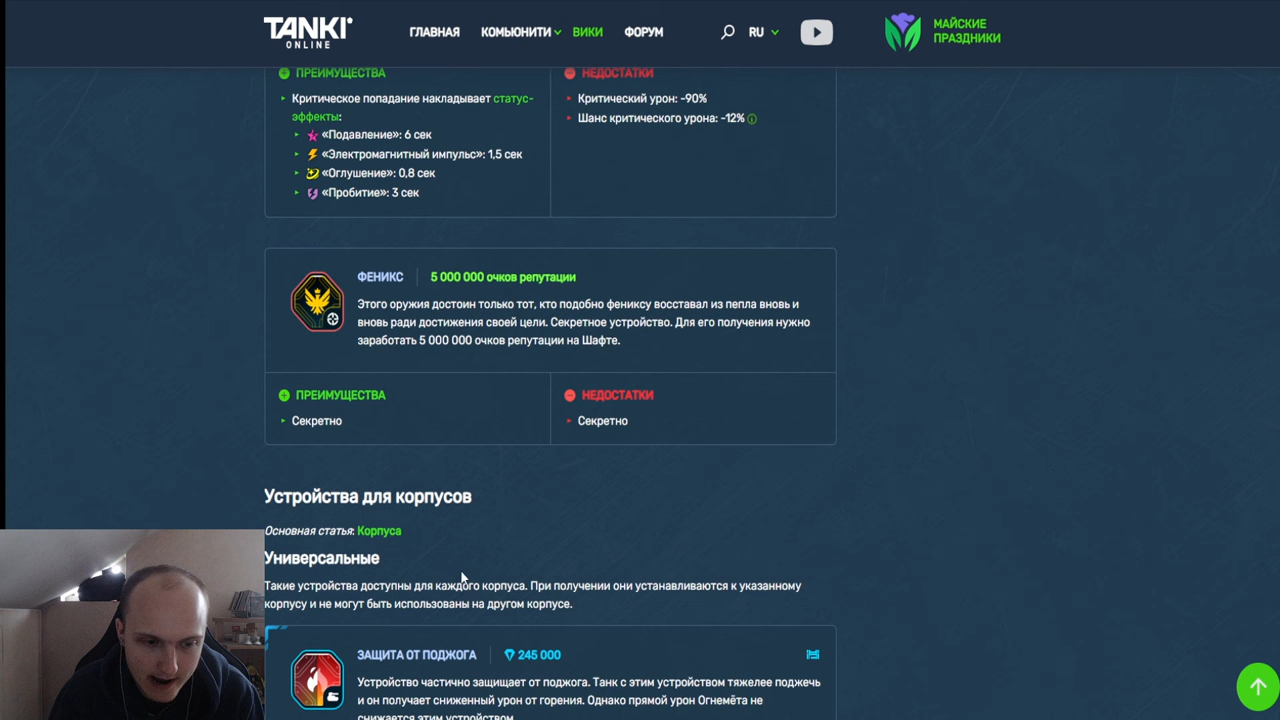 TANKI
ONLINE
ГЛАВНАЯ
КОМЬЮНИТИ
ВИКИ
ФОРУМ
RU
МАЙСКИЕ
ПРАЗДНИКИ
ПРЕИМУЩЕСТВА
Критическое попадание накладывает статус-
эффекты:
«Подавление»: 6 сек
«Электромагнитный импульс»: 1,5 сек
«Оглушение»: 0,8 сек
«Пробитие»: 3 сек
НЕДОСТАТКИ
Критический урон: -90%
Шанс критического урона: -12%
ФЕНИКС
5 000 000 очков репутации
Этого оружия достоин только тот, кто подобно фениксу восставал из пепла вновь и
вновь ради достижения своей цели. Секретное устройство. Для его получения нужно
заработать 5 000 000 очков репутации на Шафте.
ПРЕИМУЩЕСТВА
Секретно
НЕДОСТАТКИ
Секретно
Устройства для корпусов
Основная статья: Корпуса
Универсальные
Такие устройства доступны для каждого корпуса. При получении они устанавливаются к указанному
корпусу и не могут быть использованы на другом корпусе.
ЗАЩИТА ОТ ПОДЖОГА
245 000
Устройство частично защищает от поджога. Танк с этим устройством тяжелее поджечь
и он получает сниженный урон от горения. Однако прямой урон Огнемёта не
снижается этим устройством.